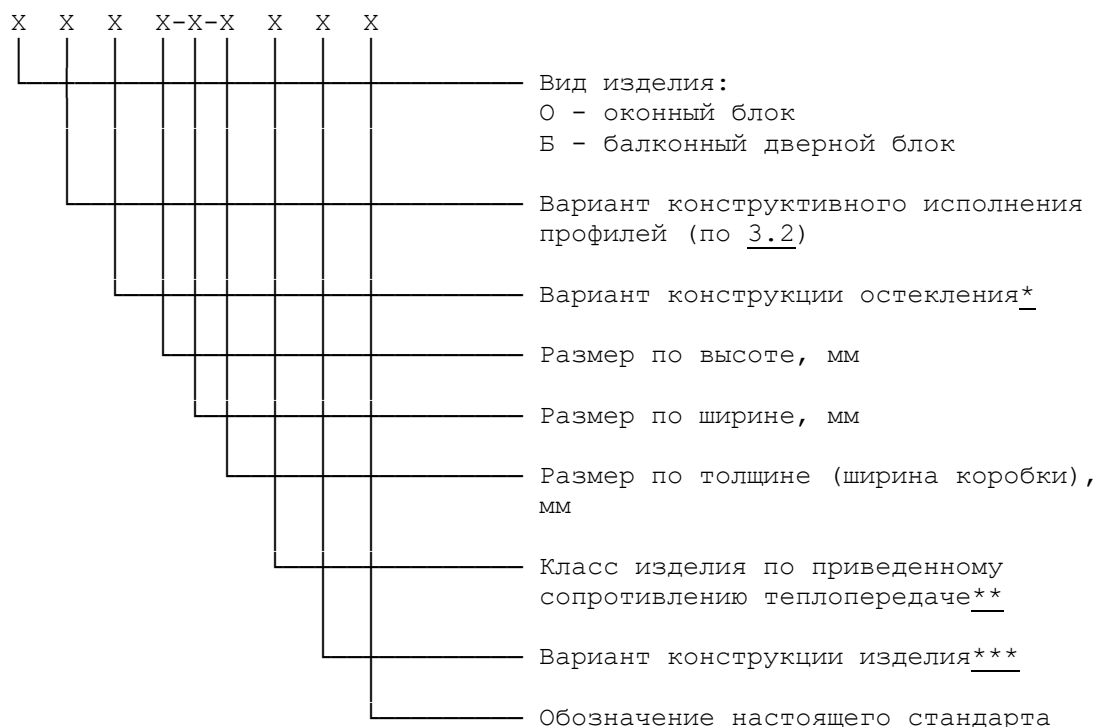 X X X X-X-X X X X
Вид изделия:
О - оконный блок
Б - балконный дверной блок
Вариант конструктивного исполнения
профилей (по 3.2)
Вариант конструкции остекления*
Размер по высоте, мм
Размер по ширине, мм
Размер по толщине (ширина коробки),
мм
Класс изделия по приведенному
сопротивлению теплопередаче**
Вариант конструкции изделия***
Обозначение настоящего стандарта